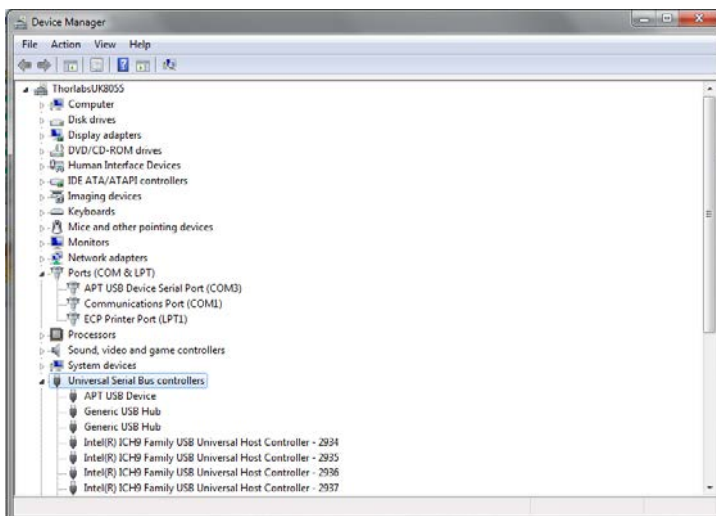 Device Manager
File Action View Help
ThorlabsUK8055
Computer
Disk drives
Display adapters
DVD/CD-ROM drives
Human Interface Devices
IDE ATA/ATAPI controllers
Imaging devices
Keyboards
Mice and other pointing devices
Monitors
Network adapters
Ports (COM & LPT)
APT USB Device Serial Port (COM3)
Communications Port (COM1)
ECP Printer Port (LPT1)
Processors
Sound, video and game controllers
System devices
Universal Serial Bus controllers
APT USB Device
Generic USB Hub
Generic USB Hub
Intel(R) ICH9 Family USB Universal Host Controller - 2934
Intel(R) ICH9 Family USB Universal Host Controller - 2935
Intel(R) ICH9 Family USB Universal Host Controller - 2936
Intel(R) ICH9 Family USB Universal Host Controller - 2937